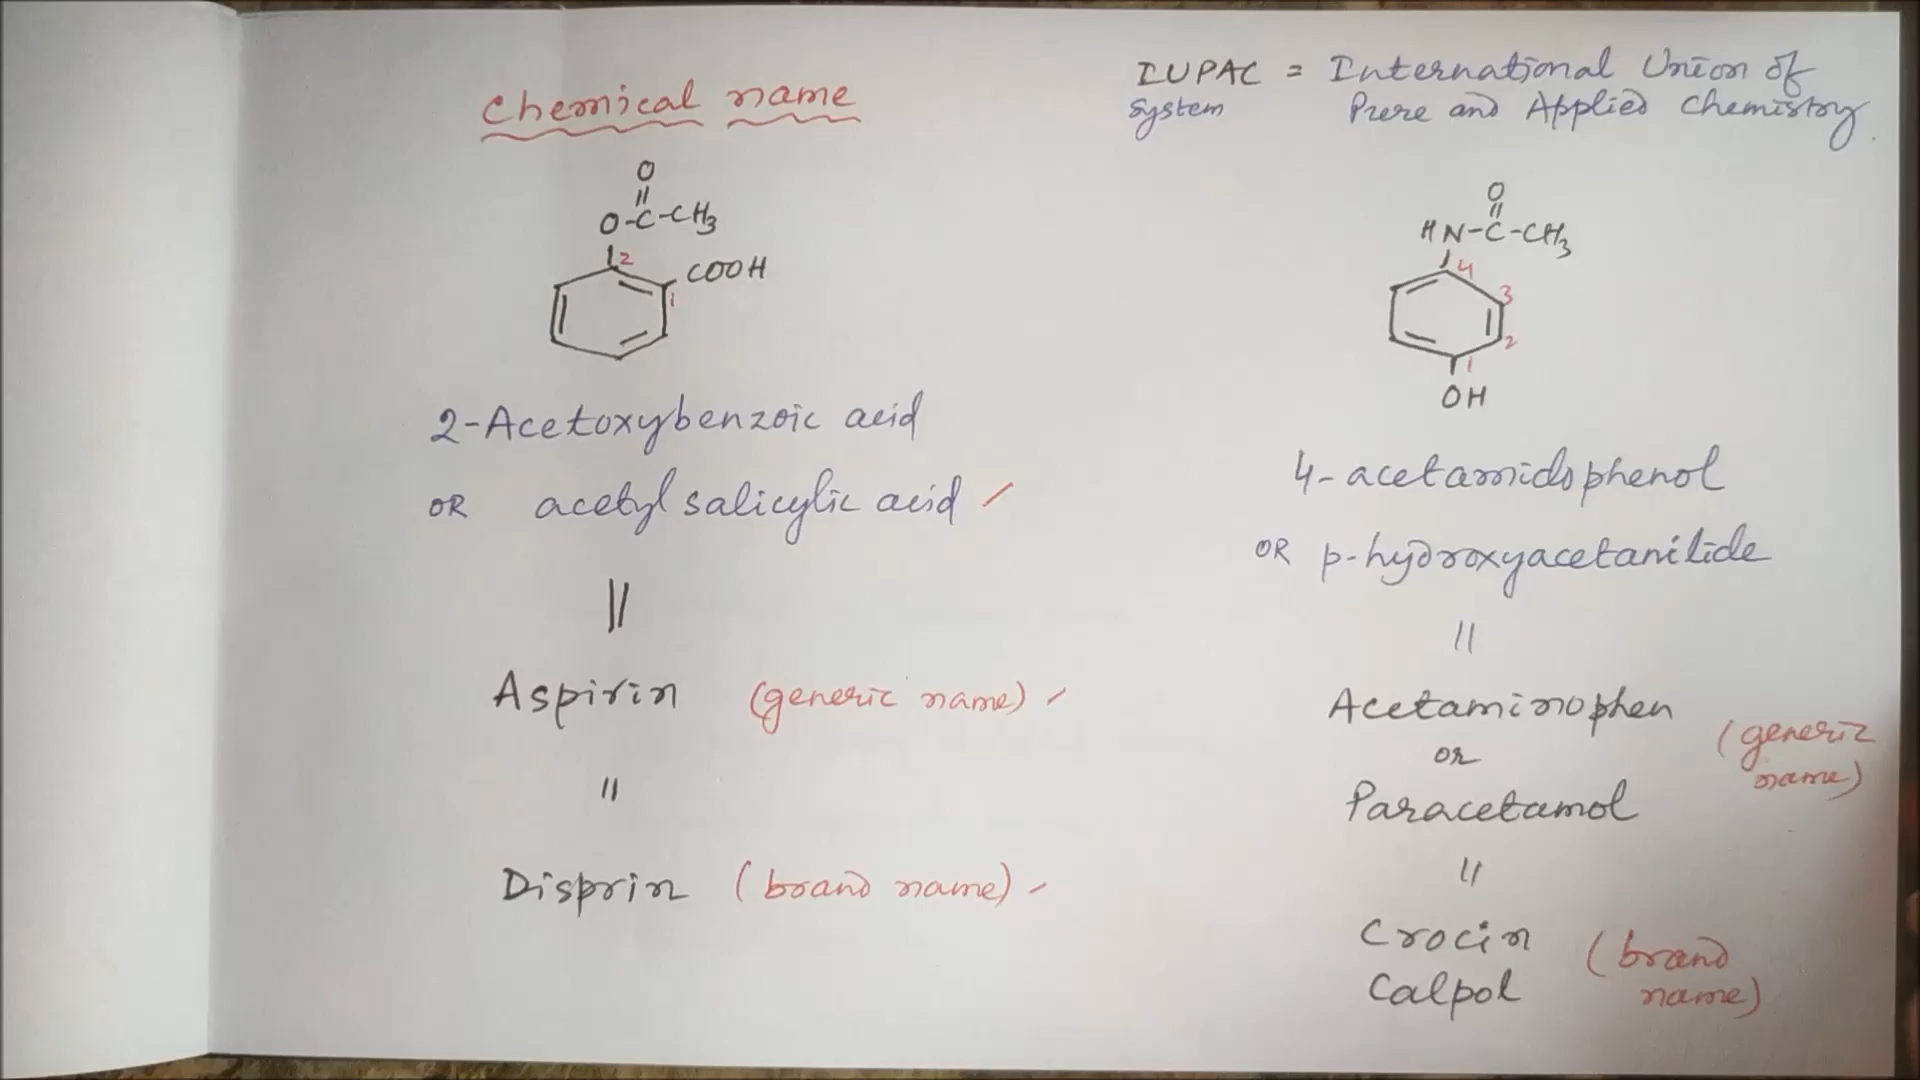 Chemical name
O
||
O-C-CH3
2
COOH
1
2-Acetoxybenzoic acid
OR acetyl salicylic acid
||
Aspirin (generic name)
||
Disprin (brand name)
IUPAC = International Union of
system Pure and Applied Chemistry.
O
||
HN-C-CH3
4
3
2
1
OH
4-acetamidophenol
OR p-hydroxyacetanilide
||
Acetaminophen
or
(generic
name)
Paracetamol
||
Crocin
Calpol
(brand
name)